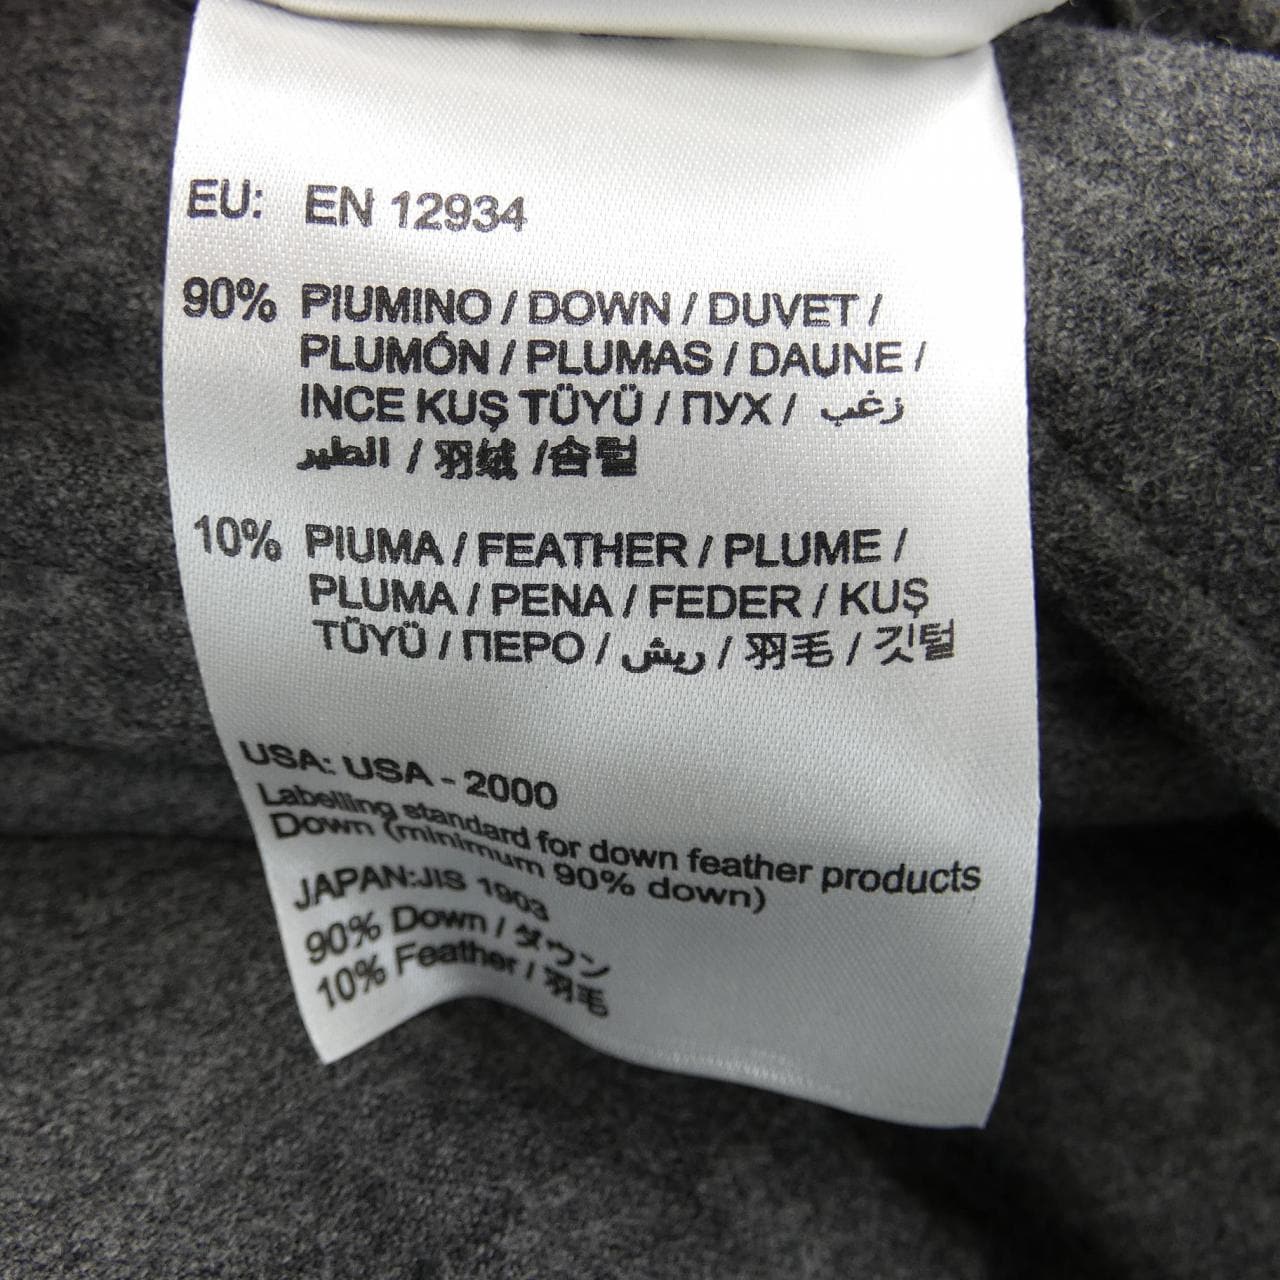 EU: EN 12934
90% PIUMINO / DOWN / DUVET /
PLUMÓN / PLUMAS / DAUNE /
INCE KUŞ TÜYÜ / ПУХ / زغب
الطير / 羽绒 /솜털
10% PIUMA / FEATHER / PLUME /
PLUMA / PENA / FEDER / KUŞ
TÜYÜ / ПЕРО / ريش / 羽毛 / 깃털
USA: USA - 2000
Labelling standard for down feather products
Down (minimum 90% down)
JAPAN:JIS 1903
90% Down / ダウン
10% Feather / 羽毛